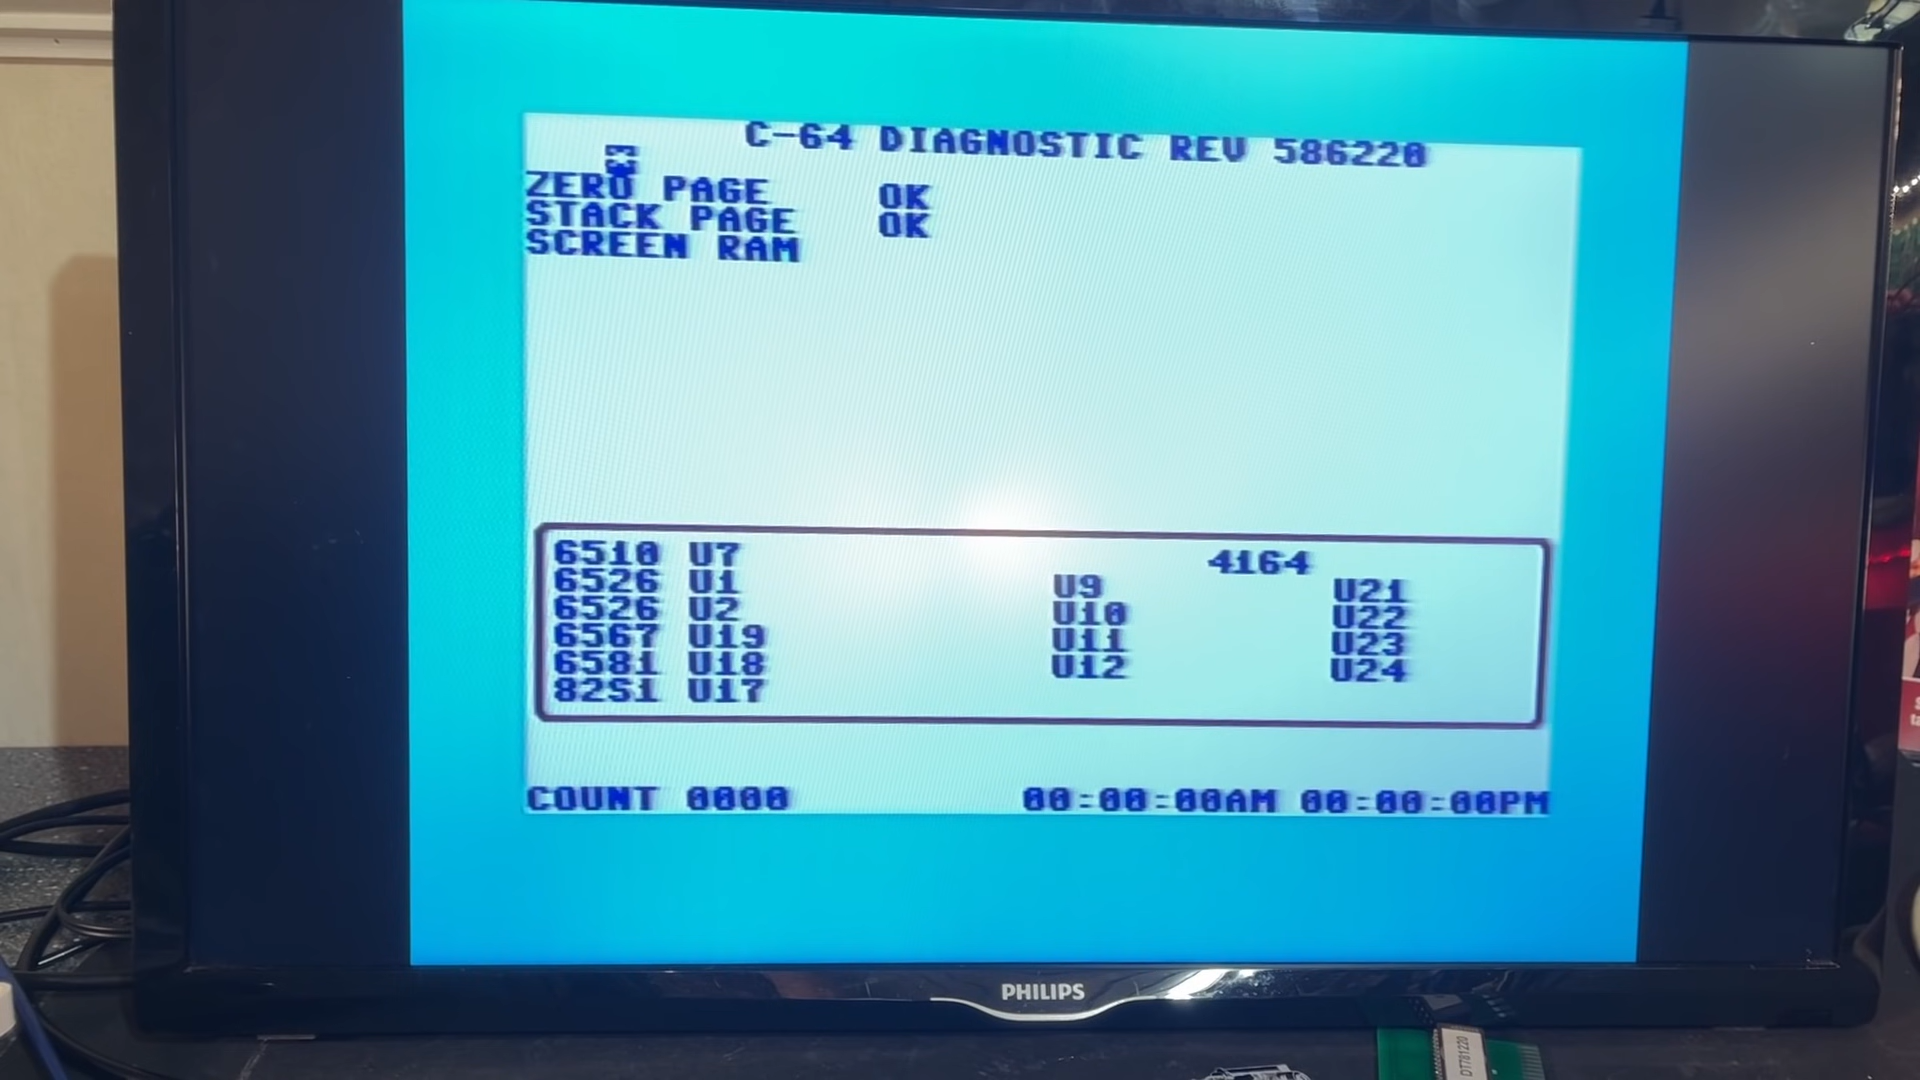 C-64 DIAGNOSTIC REV 586220
ZERO PAGE OK
STACK PAGE OK
SCREEN RAM
6510 U7 4164
6526 U1 U9 U21
6526 U2 U10 U22
6567 U19 U11 U23
6581 U18 U12 U24
82S1 U17
COUNT 0000 00:00:00AM 00:00:00PM
PHILIPS
DT781220